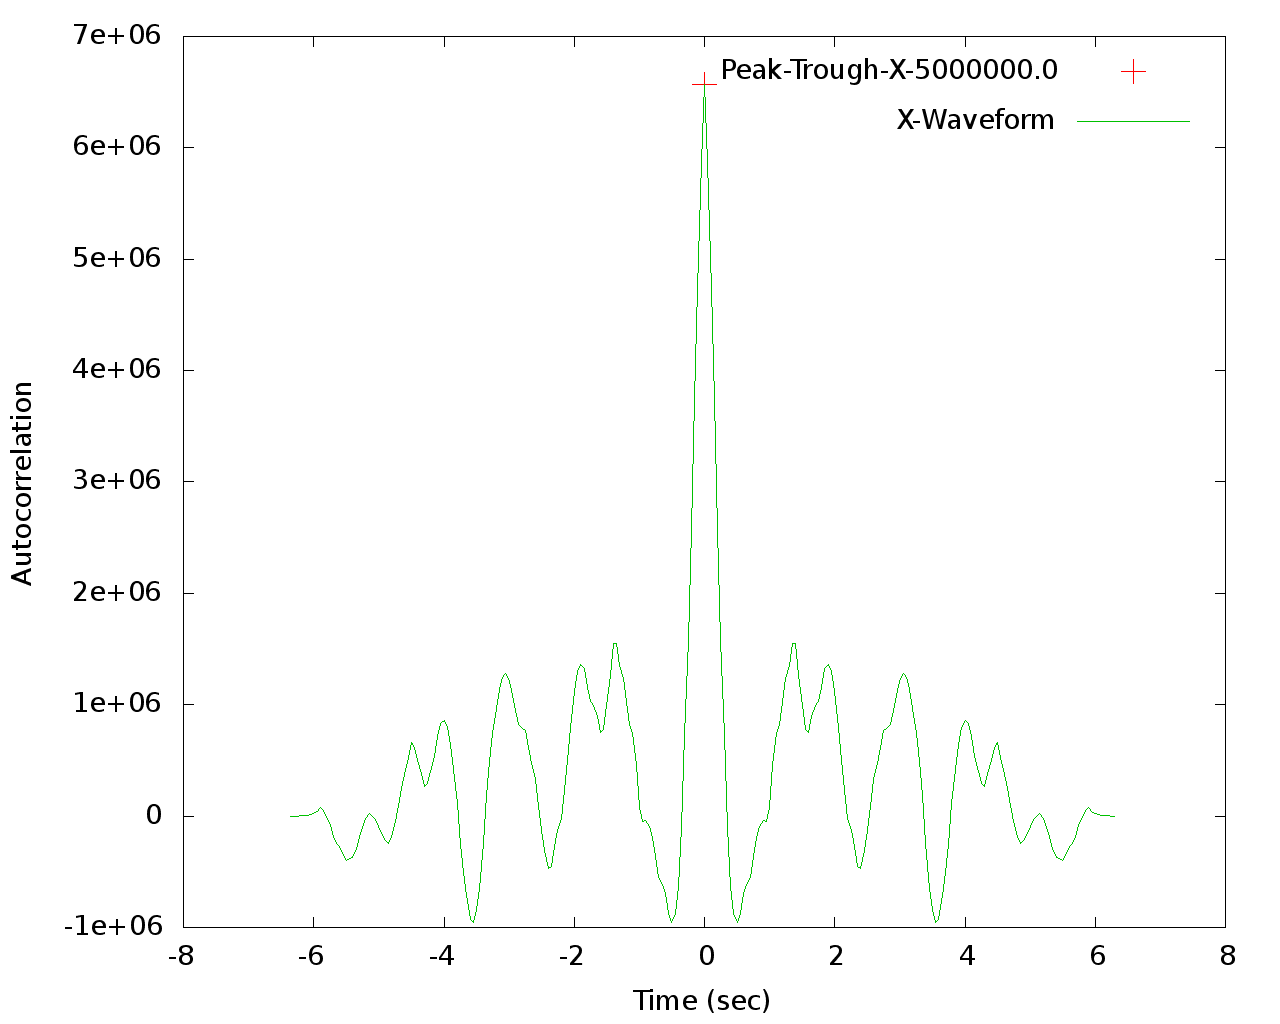 7e+06
6e+06
5e+06
4e+06
3e+06
2e+06
1e+06
0
-1e+06
Autocorrelation
Peak-Trough-X-5000000.0
X-Waveform
-8 -6 -4 -2 0 2 4 6 8
Time (sec)